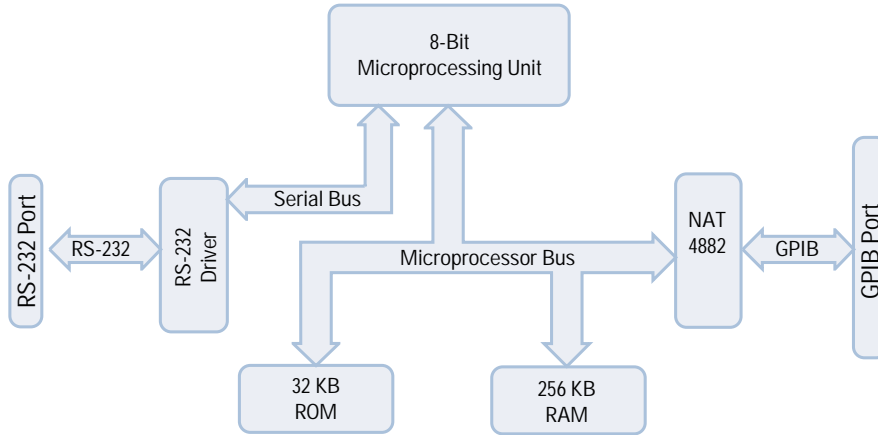 8-Bit
Microprocessing Unit
Serial Bus
RS-232 Port
RS-232
RS-232
Driver
Microprocessor Bus
NAT
4882
GPIB
GPIB Port
32 KB
ROM
256 KB
RAM